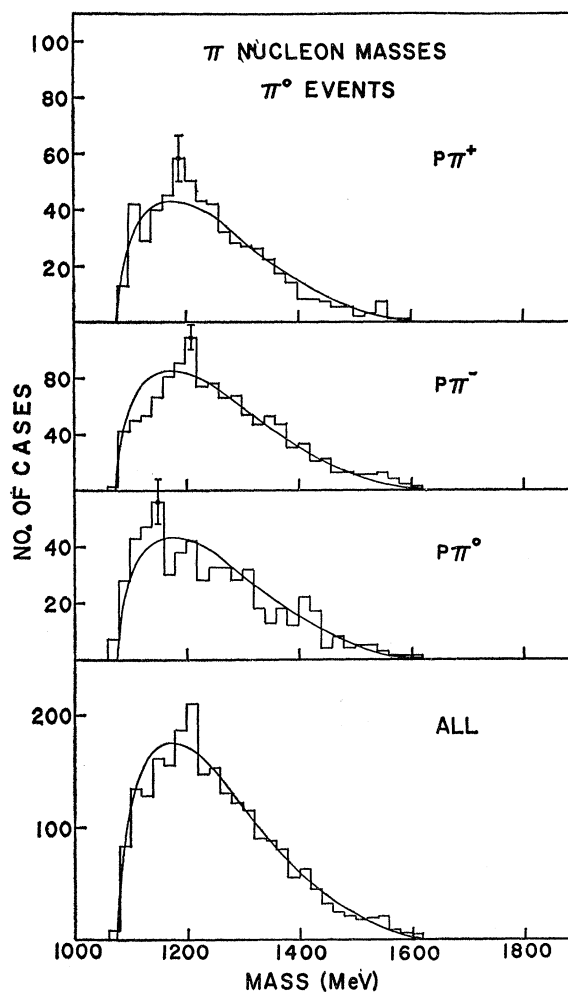 π NUCLEON MASSES
π° EVENTS
100
80
60
40
20
Pπ⁺
80
40
Pπ⁻
40
20
Pπ°
200
100
ALL
NO. OF CASES
1000 1200 1400 1600 1800
MASS (MeV)